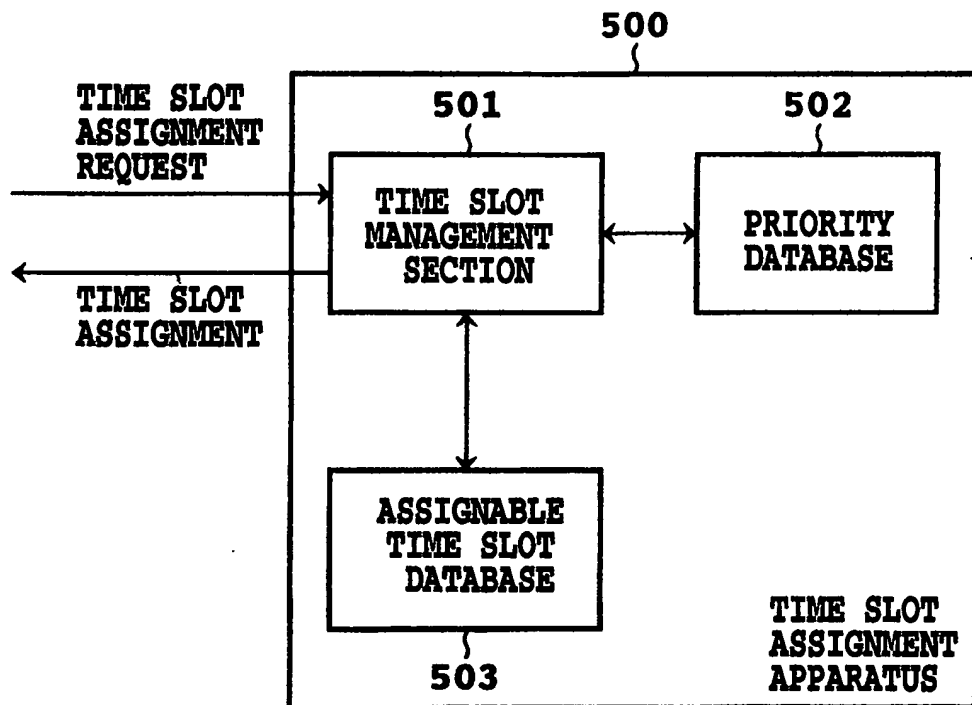 500
TIME SLOT
ASSIGNMENT
REQUEST
501
502
TIME SLOT
MANAGEMENT
SECTION
PRIORITY
DATABASE
TIME SLOT
ASSIGNMENT
ASSIGNABLE
TIME SLOT
DATABASE
503
TIME SLOT
ASSIGNMENT
APPARATUS